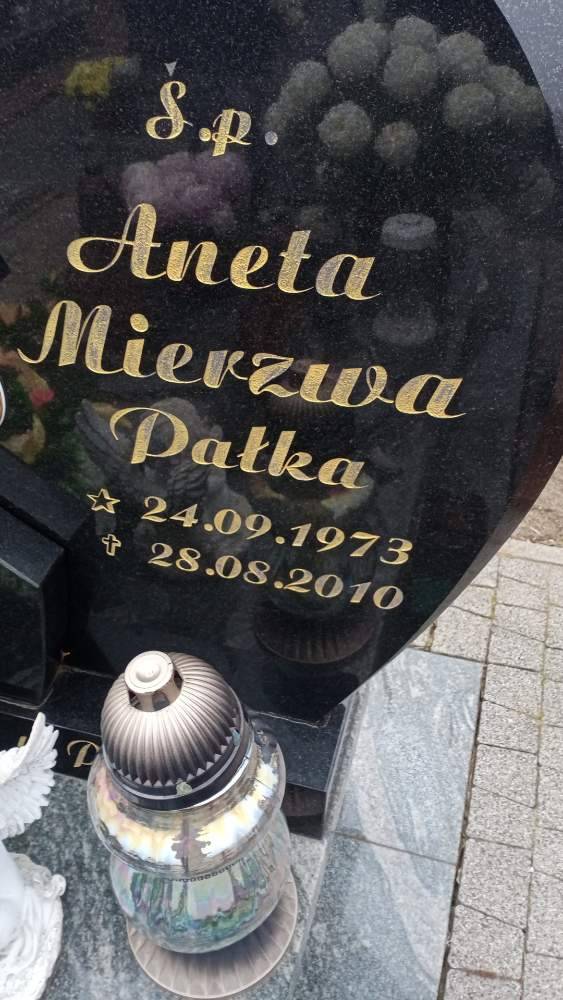 Ś.p.
Aneta
Mierzwa
Pałka
☆ 24.09.1973
✝ 28.08.2010